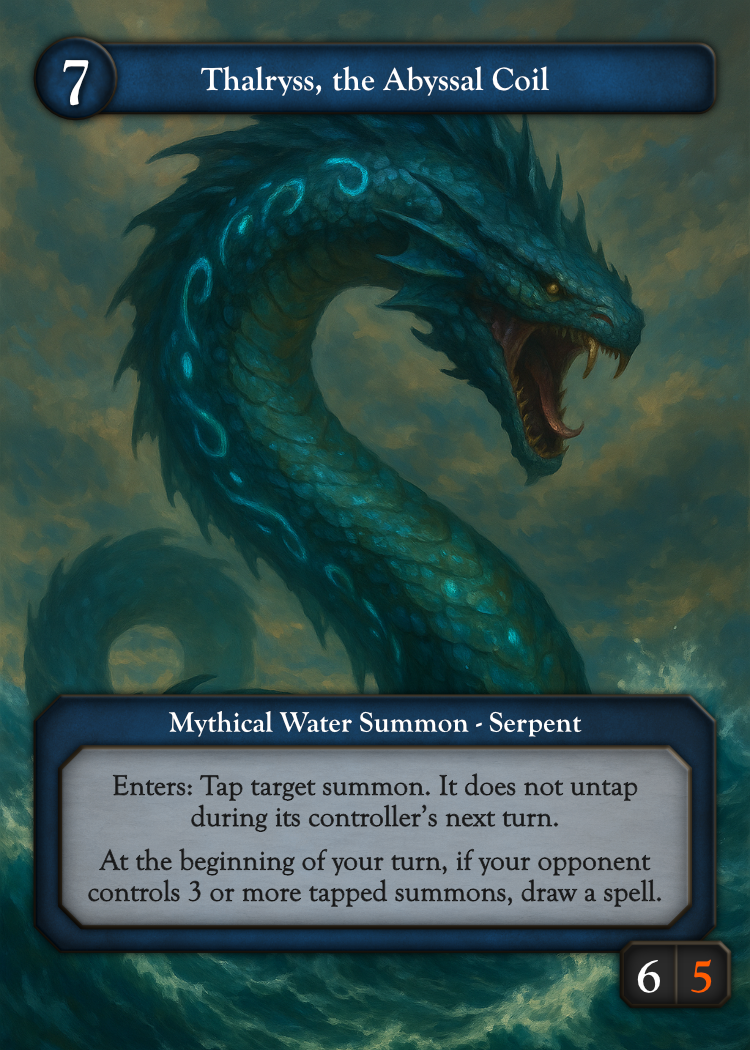 7
Thalryss, the Abyssal Coil
Mythical Water Summon - Serpent
Enters: Tap target summon. It does not untap
during its controller's next turn.
At the beginning of your turn, if your opponent
controls 3 or more tapped summons, draw a spell.
6 5